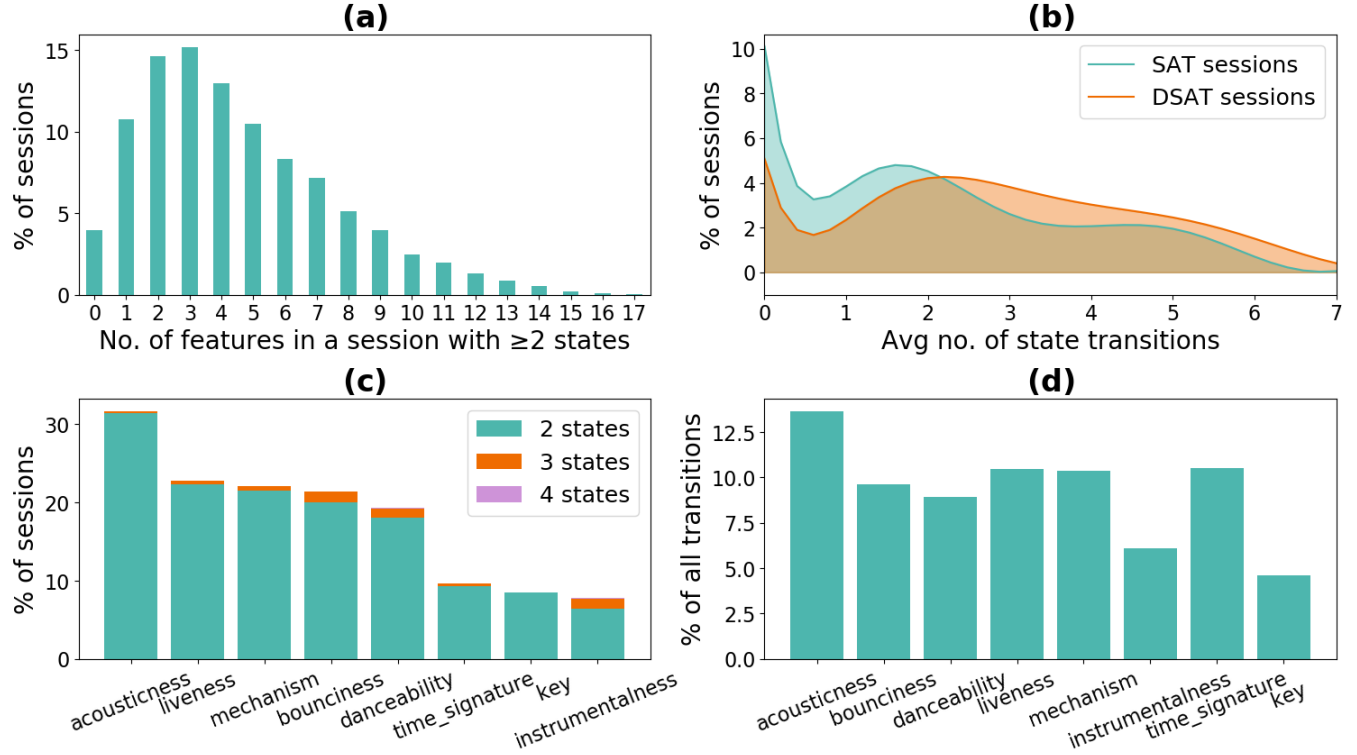 (a)
% of sessions
15
10
5
0
0 1 2 3 4 5 6 7 8 9 10 11 12 13 14 15 16 17
No. of features in a session with ≥2 states
(b)
% of sessions
10
8
6
4
2
0
SAT sessions
DSAT sessions
0 1 2 3 4 5 6 7
Avg no. of state transitions
(c)
% of sessions
30
20
10
0
2 states
3 states
4 states
acousticness
liveness
mechanism
bounciness
danceability
time_signature
key
instrumentalness
(d)
% of all transitions
12.5
10.0
7.5
5.0
2.5
0.0
acousticness
bounciness
danceability
liveness
mechanism
instrumentalness
time_signature
key